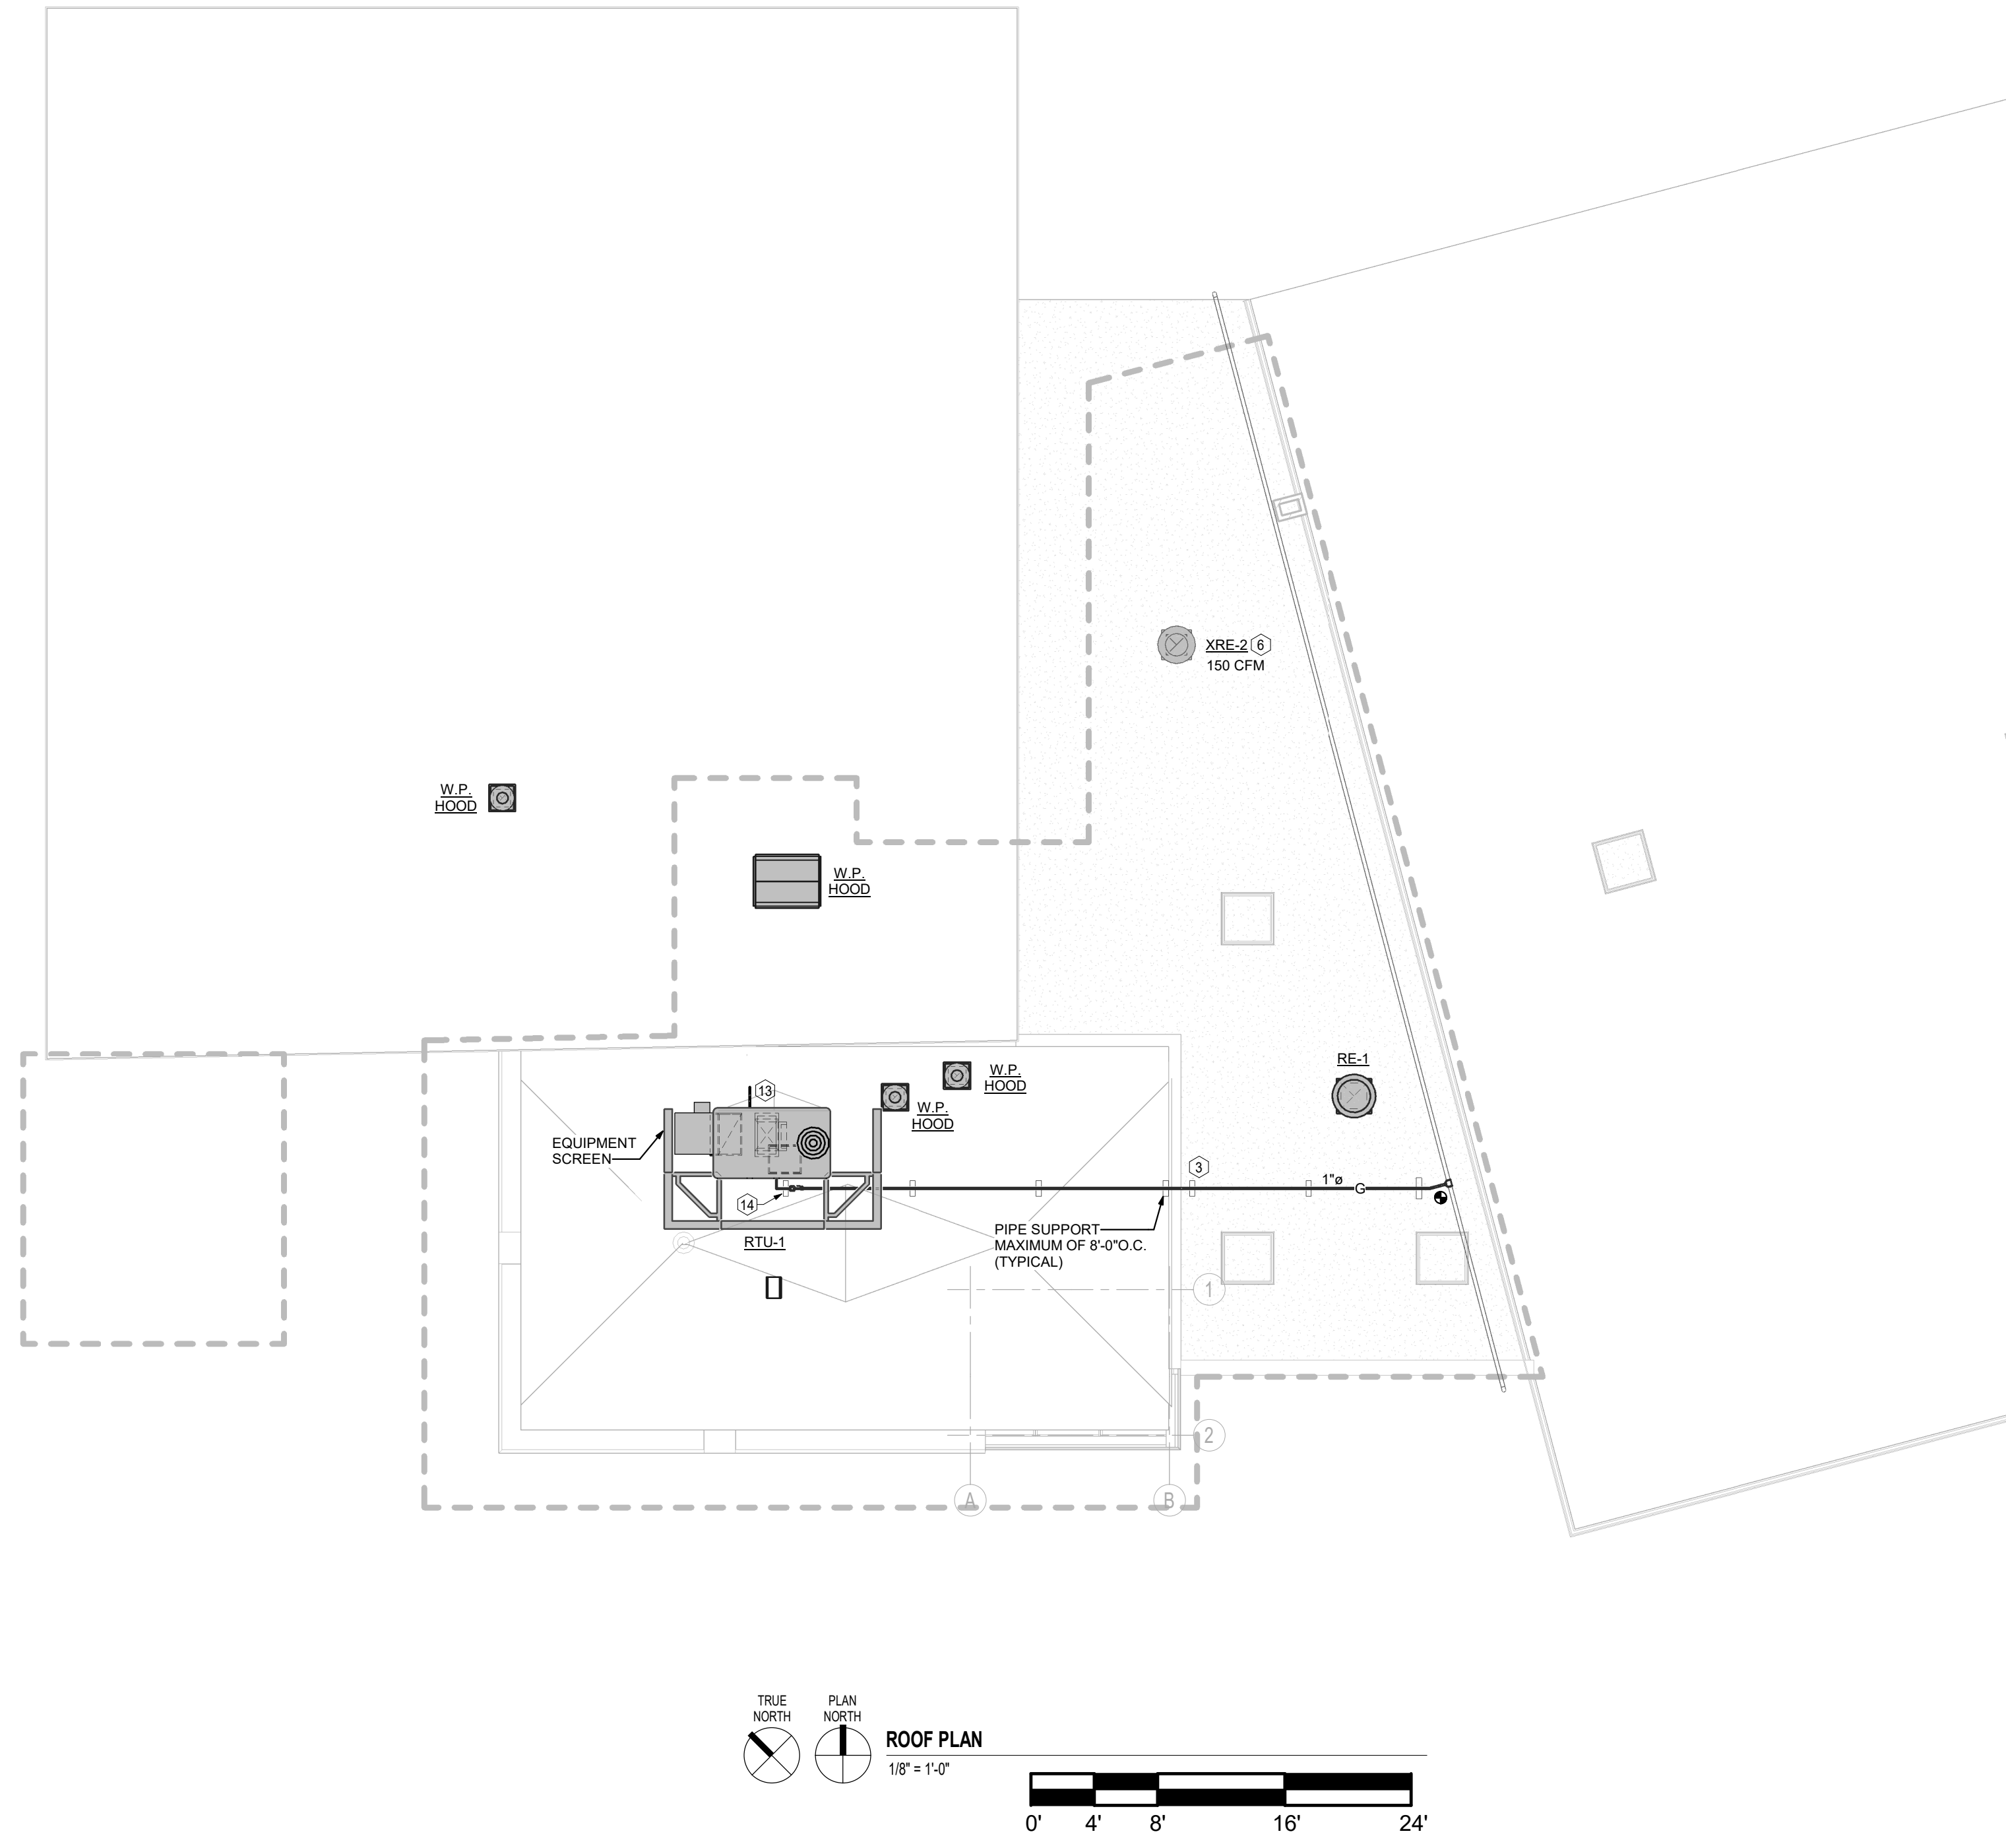 XRE-2 6
150 CFM
W.P.
HOOD
W.P.
HOOD
RE-1
W.P.
HOOD
13
W.P.
HOOD
EQUIPMENT
SCREEN
3
1"ø
G
14
PIPE SUPPORT
MAXIMUM OF 8'-0"O.C.
(TYPICAL)
RTU-1
1
2
A
B
TRUE
NORTH
PLAN
NORTH
ROOF PLAN
1/8" = 1'-0"
0' 4' 8' 16' 24'